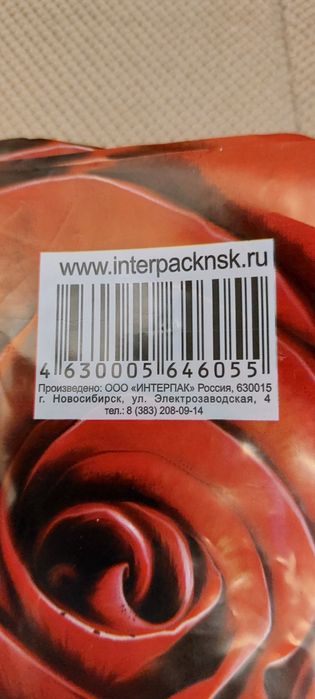 www.interpacknsk.ru
4 630005 646055
Произведено: ООО «ИНТЕРПАК» Россия, 630015
г. Новосибирск, ул. Электрозаводская, 4
тел.: 8 (383) 208-09-14